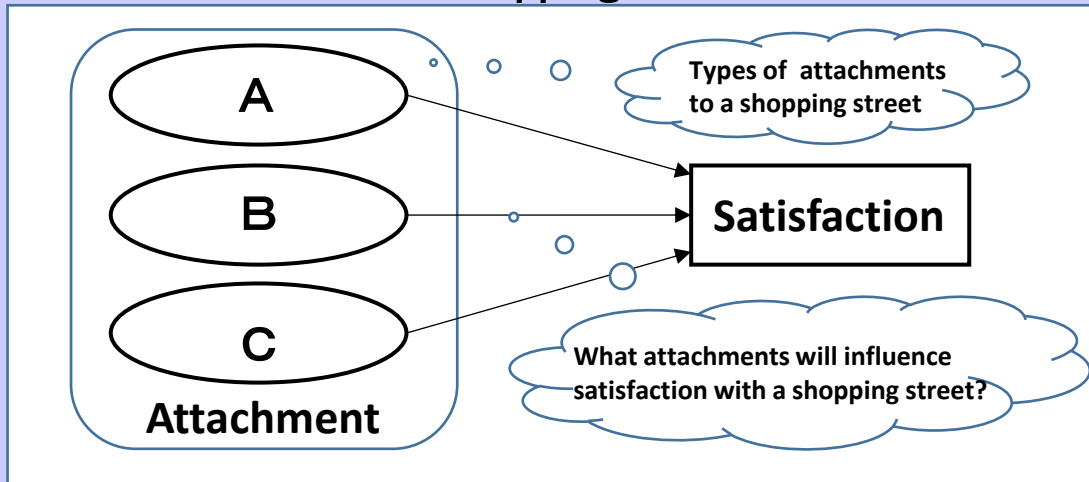 A
B
C
Attachment
Types of attachments
to a shopping street
Satisfaction
What attachments will influence
satisfaction with a shopping street?